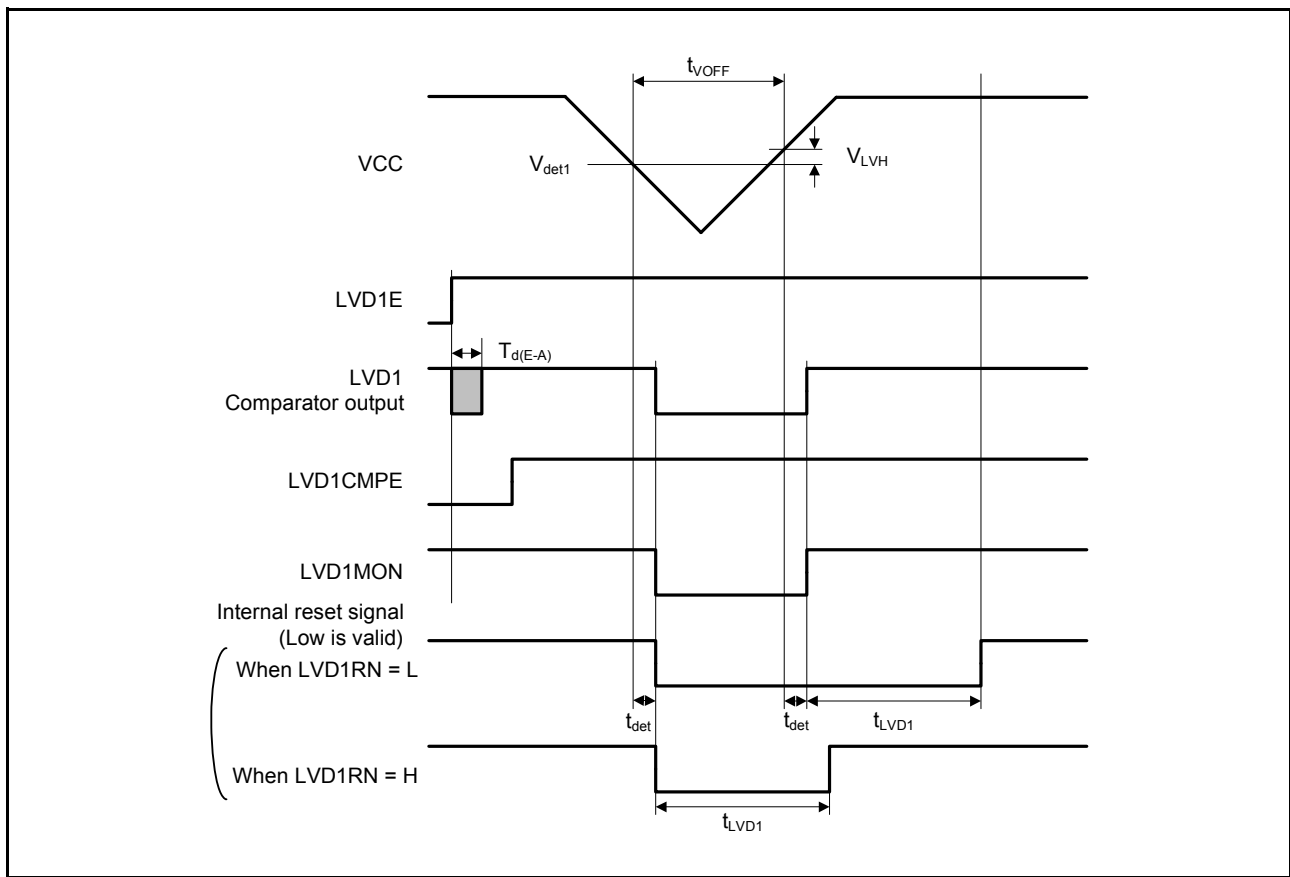 tVOFF
VCC
Vdet1
VLVH
LVD1E
Td(E-A)
LVD1
Comparator output
LVD1CMPE
LVD1MON
Internal reset signal
(Low is valid)
When LVD1RN = L
tdet
tdet
tLVD1
When LVD1RN = H
tLVD1